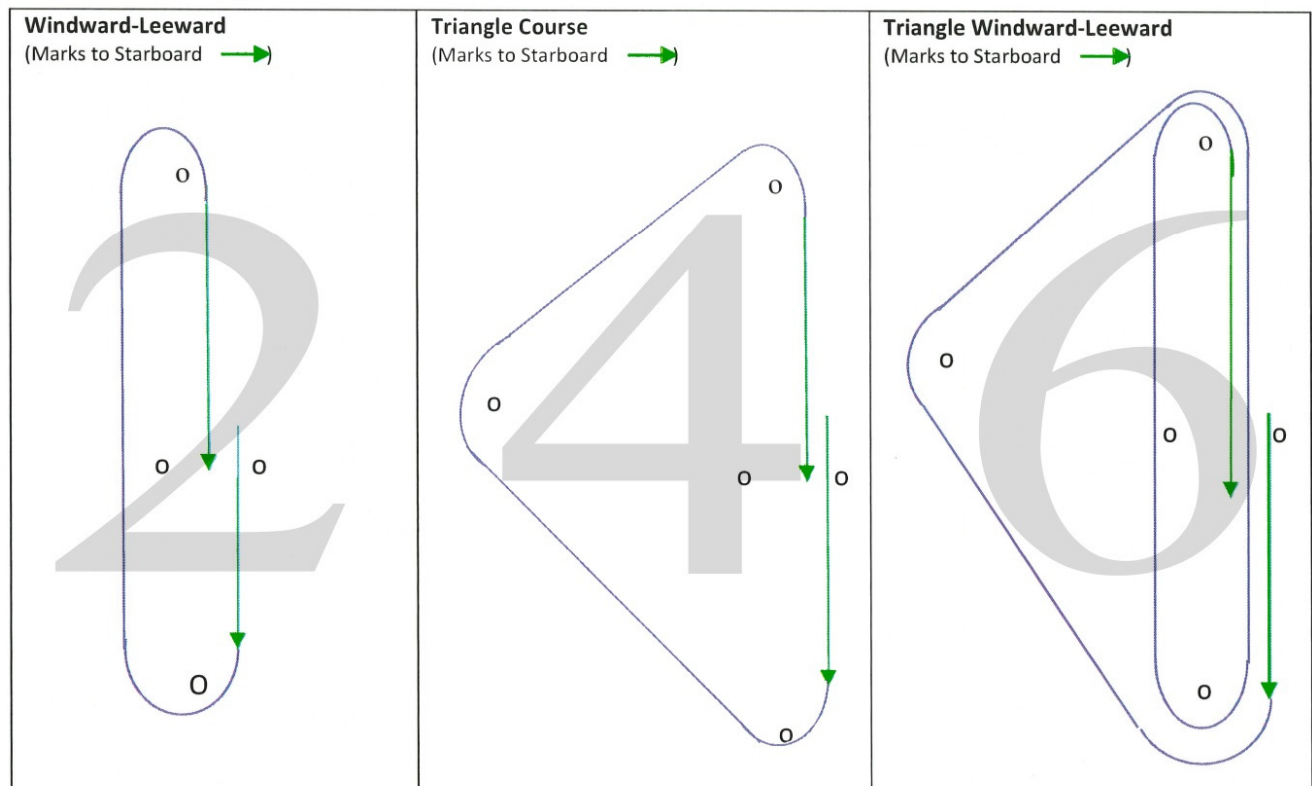 Windward-Leeward
(Marks to Starboard )
2
Triangle Course
(Marks to Starboard )
4
Triangle Windward-Leeward
(Marks to Starboard )
6